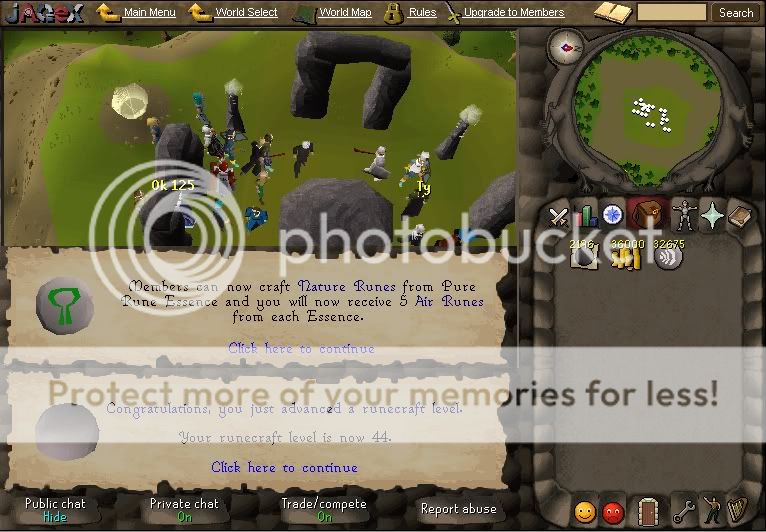 JAGEX Main Menu World Select World Map Rules Upgrade to Members Search
Ok 125
Ty
photobucket
36000 32675
Members can now craft Nature Runes from Pure
Rune Essence and you will now receive 5 Air Runes
from each Essence.
Click here to continue
Protect more of your memories for less!
Congratulations, you just advanced a runecraft level.
Your runecraft level is now 44.
Click here to continue
Public chat Private chat Trade/compete Report abuse
Hide On On